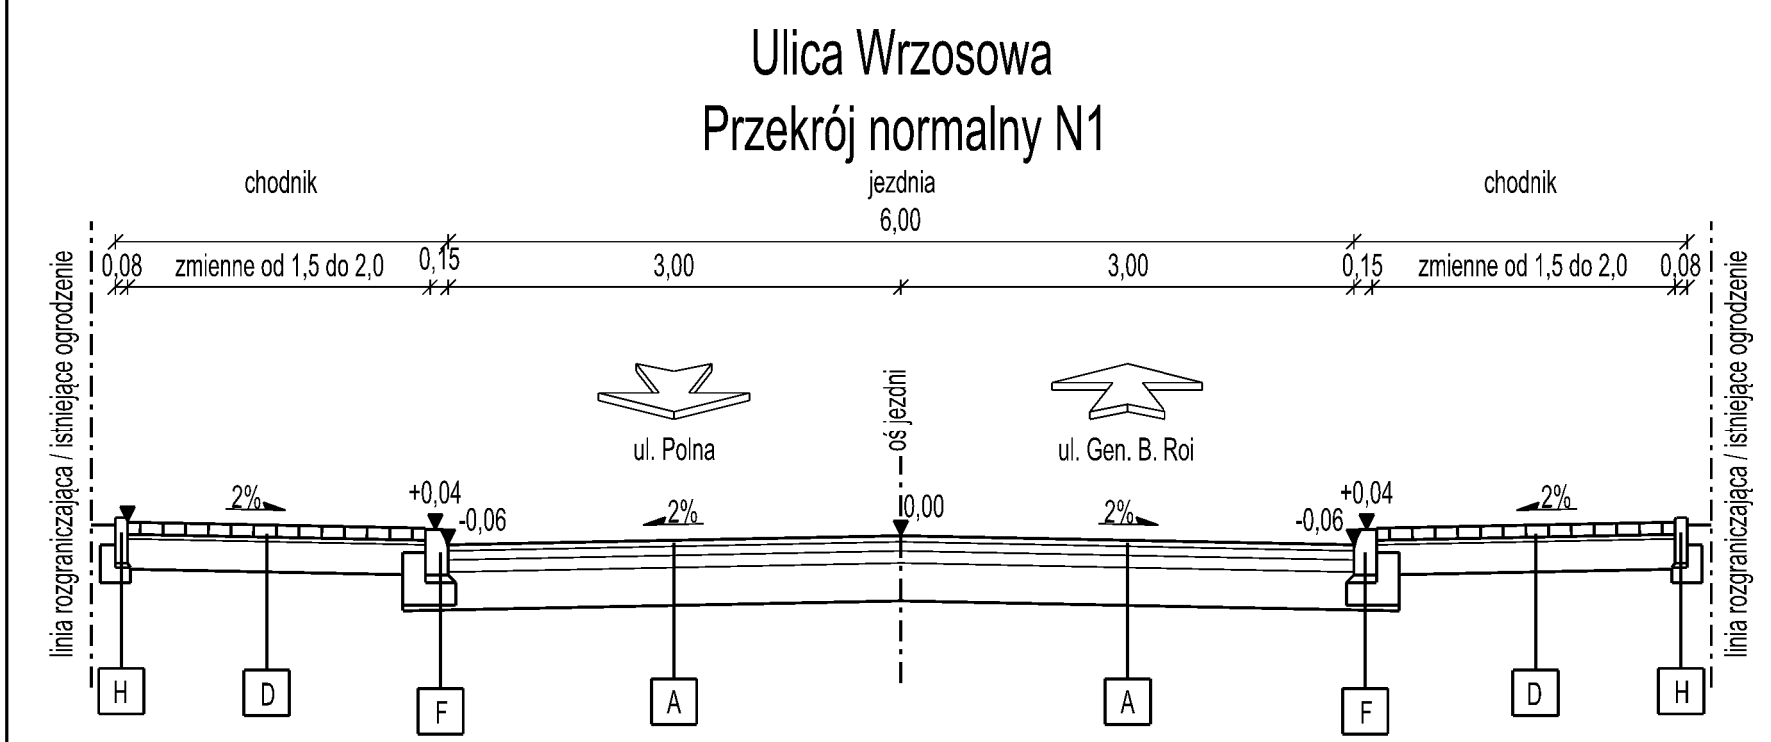 Ulica Wrzosowa
Przekrój normalny N1
chodnik jezdnia chodnik
6,00
0,08 zmienne od 1,5 do 2,0 0,15 3,00 3,00 0,15 zmienne od 1,5 do 2,0 0,08
linia rozgraniczająca / istniejące ogrodzenie
oś jezdni
linia rozgraniczająca / istniejące ogrodzenie
ul. Polna ul. Gen. B. Roi
2% +0,04 -0,06 2% 0,00 2% -0,06 +0,04 2%
H D F A A F D H